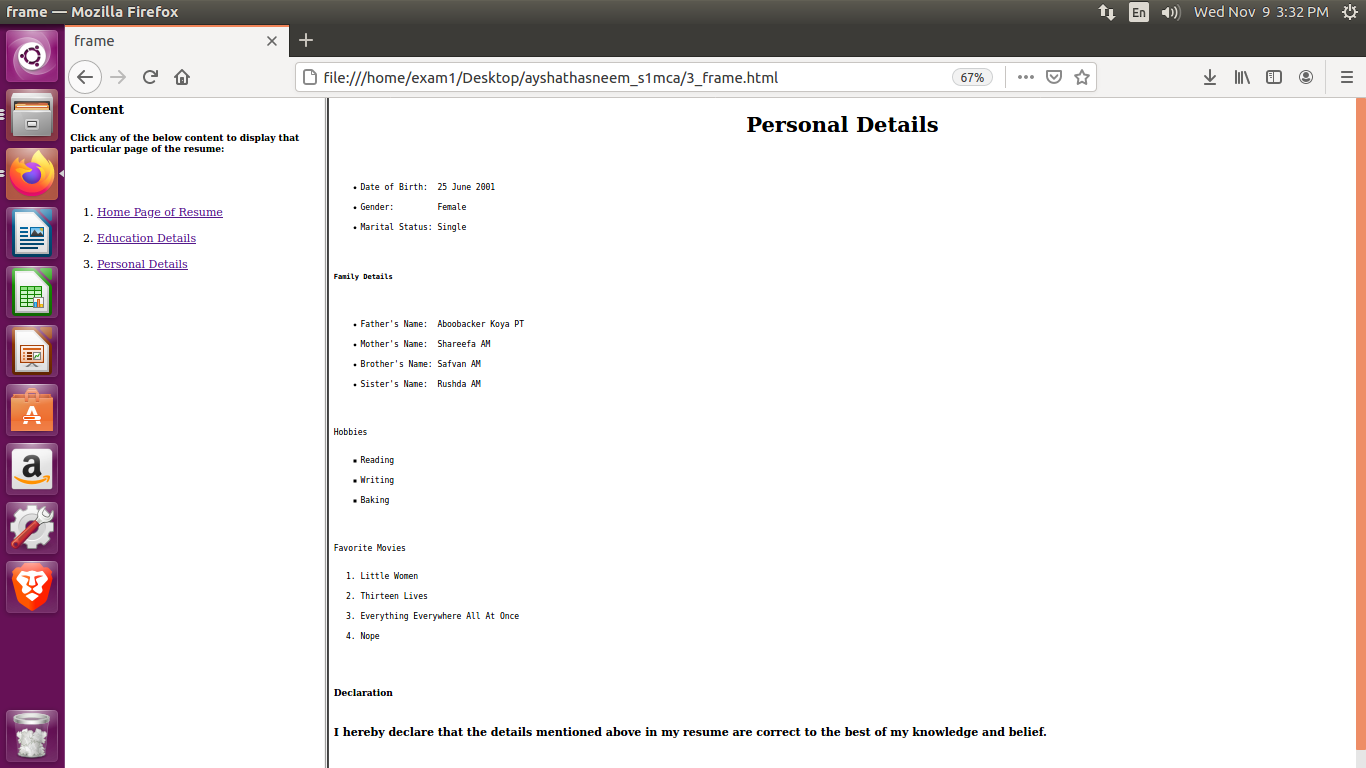 frame — Mozilla Firefox
En
Wed Nov 9 3:32 PM
frame
file:///home/exam1/Desktop/ayshathasneem_s1mca/3_frame.html
67%
Content
Click any of the below content to display that
particular page of the resume:
1. Home Page of Resume
2. Education Details
3. Personal Details
Personal Details
• Date of Birth: 25 June 2001
• Gender: Female
• Marital Status: Single
Family Details
• Father's Name: Aboobacker Koya PT
• Mother's Name: Shareefa AM
• Brother's Name: Safvan AM
• Sister's Name: Rushda AM
Hobbies
▪ Reading
▪ Writing
▪ Baking
Favorite Movies
1. Little Women
2. Thirteen Lives
3. Everything Everywhere All At Once
4. Nope
Declaration
I hereby declare that the details mentioned above in my resume are correct to the best of my knowledge and belief.